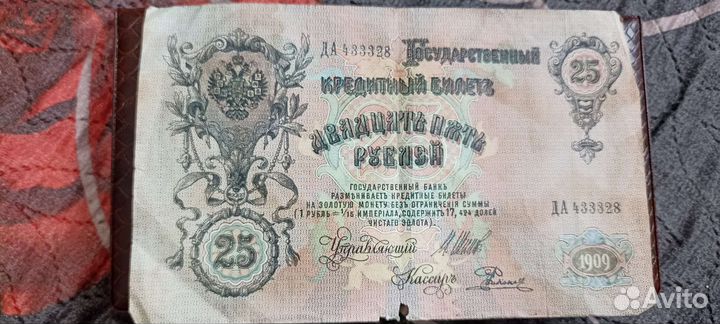 ДА 433328
Государственный
25
Кредитный Билетъ
Двадцать пять
Рублей
Государственный Банкъ
размѣниваетъ кредитные билеты
на золотую монету безъ ограниченія суммы
(1 рубль = 1/15 имперіала, содержитъ 17,424 долей
чистаго золота).
ДА 433328
25
Управляющій
Кассиръ
1909
Avito